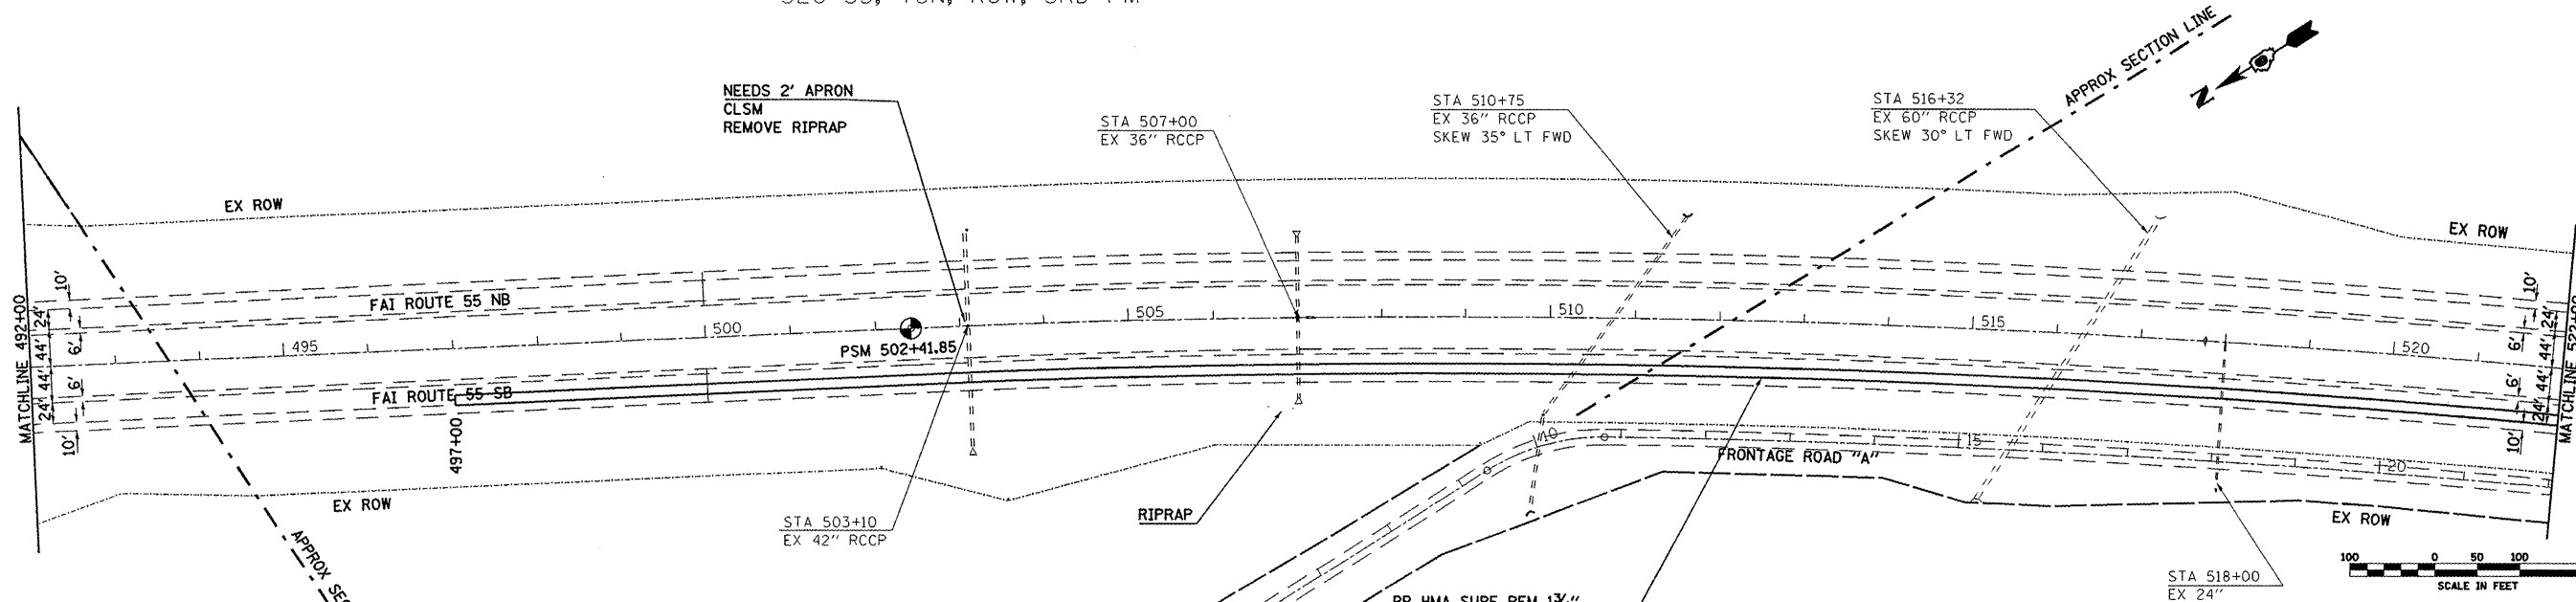 APPROX SECTION LINE
N
NEEDS 2' APRON
CLSM
REMOVE RIPRAP
STA 507+00
EX 36" RCCP
STA 510+75
EX 36" RCCP
SKEW 35° LT FWD
STA 516+32
EX 60" RCCP
SKEW 30° LT FWD
EX ROW
EX ROW
MATCHLINE 492+00
10'
24'
44'
6'
44'
6'
24'
10'
FAI ROUTE 55 NB
495
500
505
510
515
520
PSM 502+41.85
FAI ROUTE 55 SB
497+00
10'
24'
6'
44'
6'
44'
24'
10'
10
15
20
FRONTAGE ROAD "A"
EX ROW
EX ROW
RIPRAP
STA 503+10
EX 42" RCCP
STA 518+00
EX 24"
100 0 50 100
SCALE IN FEET